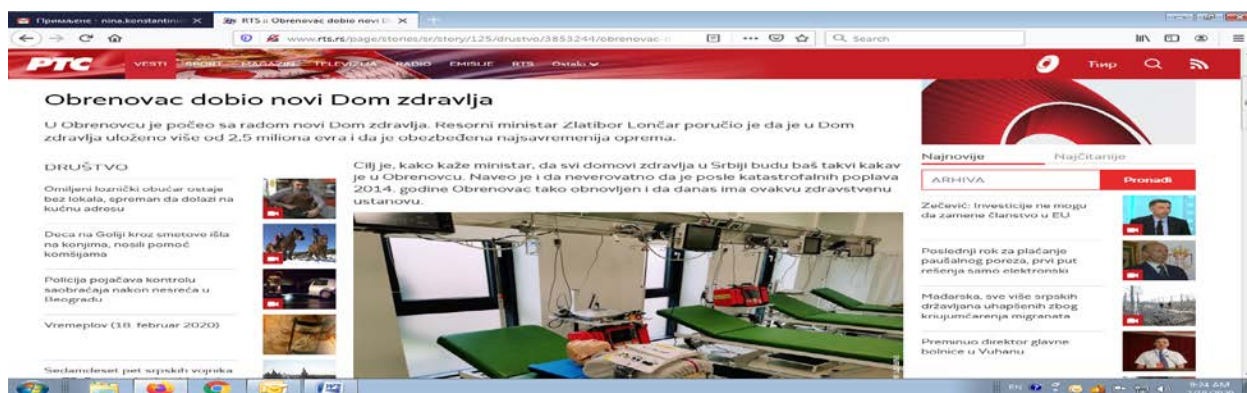 Примљене - nina.konstantini
RTS :: Obrenovac dobio novi D
www.rts.rs/page/stories/sr/story/125/drustvo/3853244/obrenovac-
Search
РТС
VESTI SPORT MAGAZIN TELEVIZIJA RADIO EMISIJE RTS Ostalo
Ћир
Obrenovac dobio novi Dom zdravlja
U Obrenovcu je počeo sa radom novi Dom zdravlja. Resorni ministar Zlatibor Lončar poručio je da je u Dom
zdravlja uloženo više od 2,5 miliona evra i da je obezbeđena najsavremenija oprema.
DRUŠTVO
Omiljeni loznički obućar ostaje
bez lokala, spreman da dolazi na
kućnu adresu
Deca na Goliji kroz smetove išla
na konjima, nosili pomoć
komšijama
Policija pojačava kontrolu
saobraćaja nakon nesreća u
Beogradu
Vremeplov (18. februar 2020)
Sedamdeset pet srpskih vojnika
Cilj je, kako kaže ministar, da svi domovi zdravlja u Srbiji budu baš takvi kakav
je u Obrenovcu. Naveo je i da neverovatno da je posle katastrofalnih poplava
2014. godine Obrenovac tako obnovljen i da danas ima ovakvu zdravstvenu
ustanovu.
Najnovije Najčitanije
ARHIVA Pronađi
Zečević: Investicije ne mogu
da zamene članstvo u EU
Poslednji rok za plaćanje
paušalnog poreza, prvi put
rešenja samo elektronski
Mađarska, sve više srpskih
državljana uhapšenih zbog
krijumčarenja migranata
Preminuo direktor glavne
bolnice u Vuhanu
EN
9:24 AM